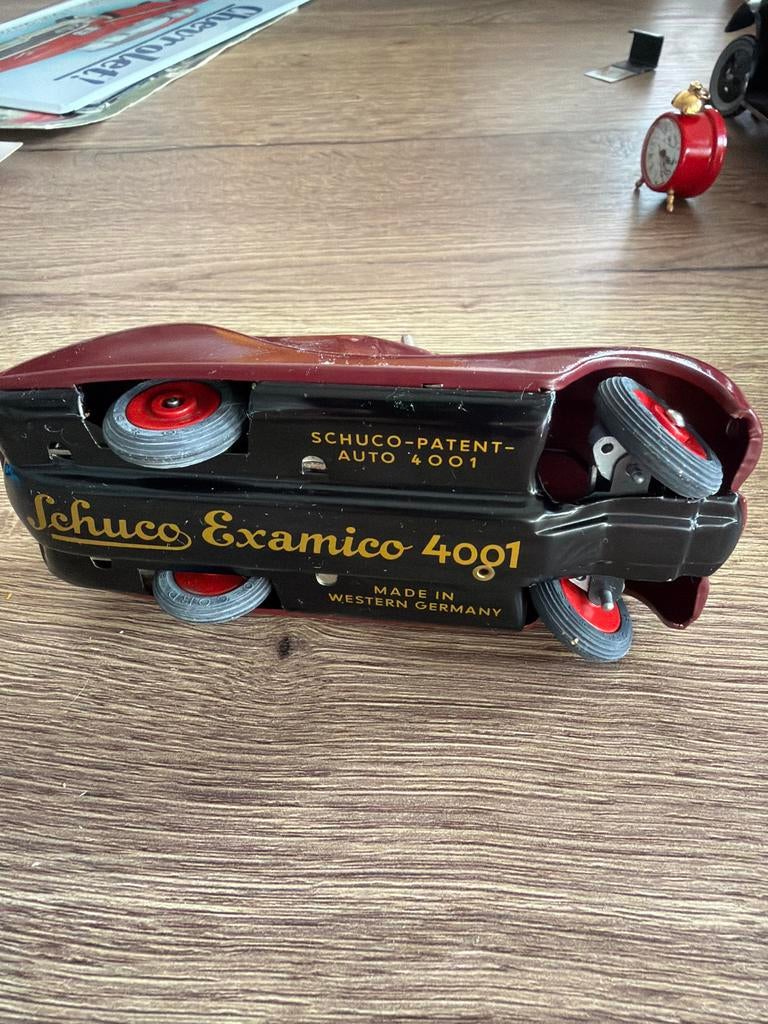 Chevrolet!
SCHUCO-PATENT-
AUTO 4001
Schuco Examico 4001
MADE IN
WESTERN GERMANY